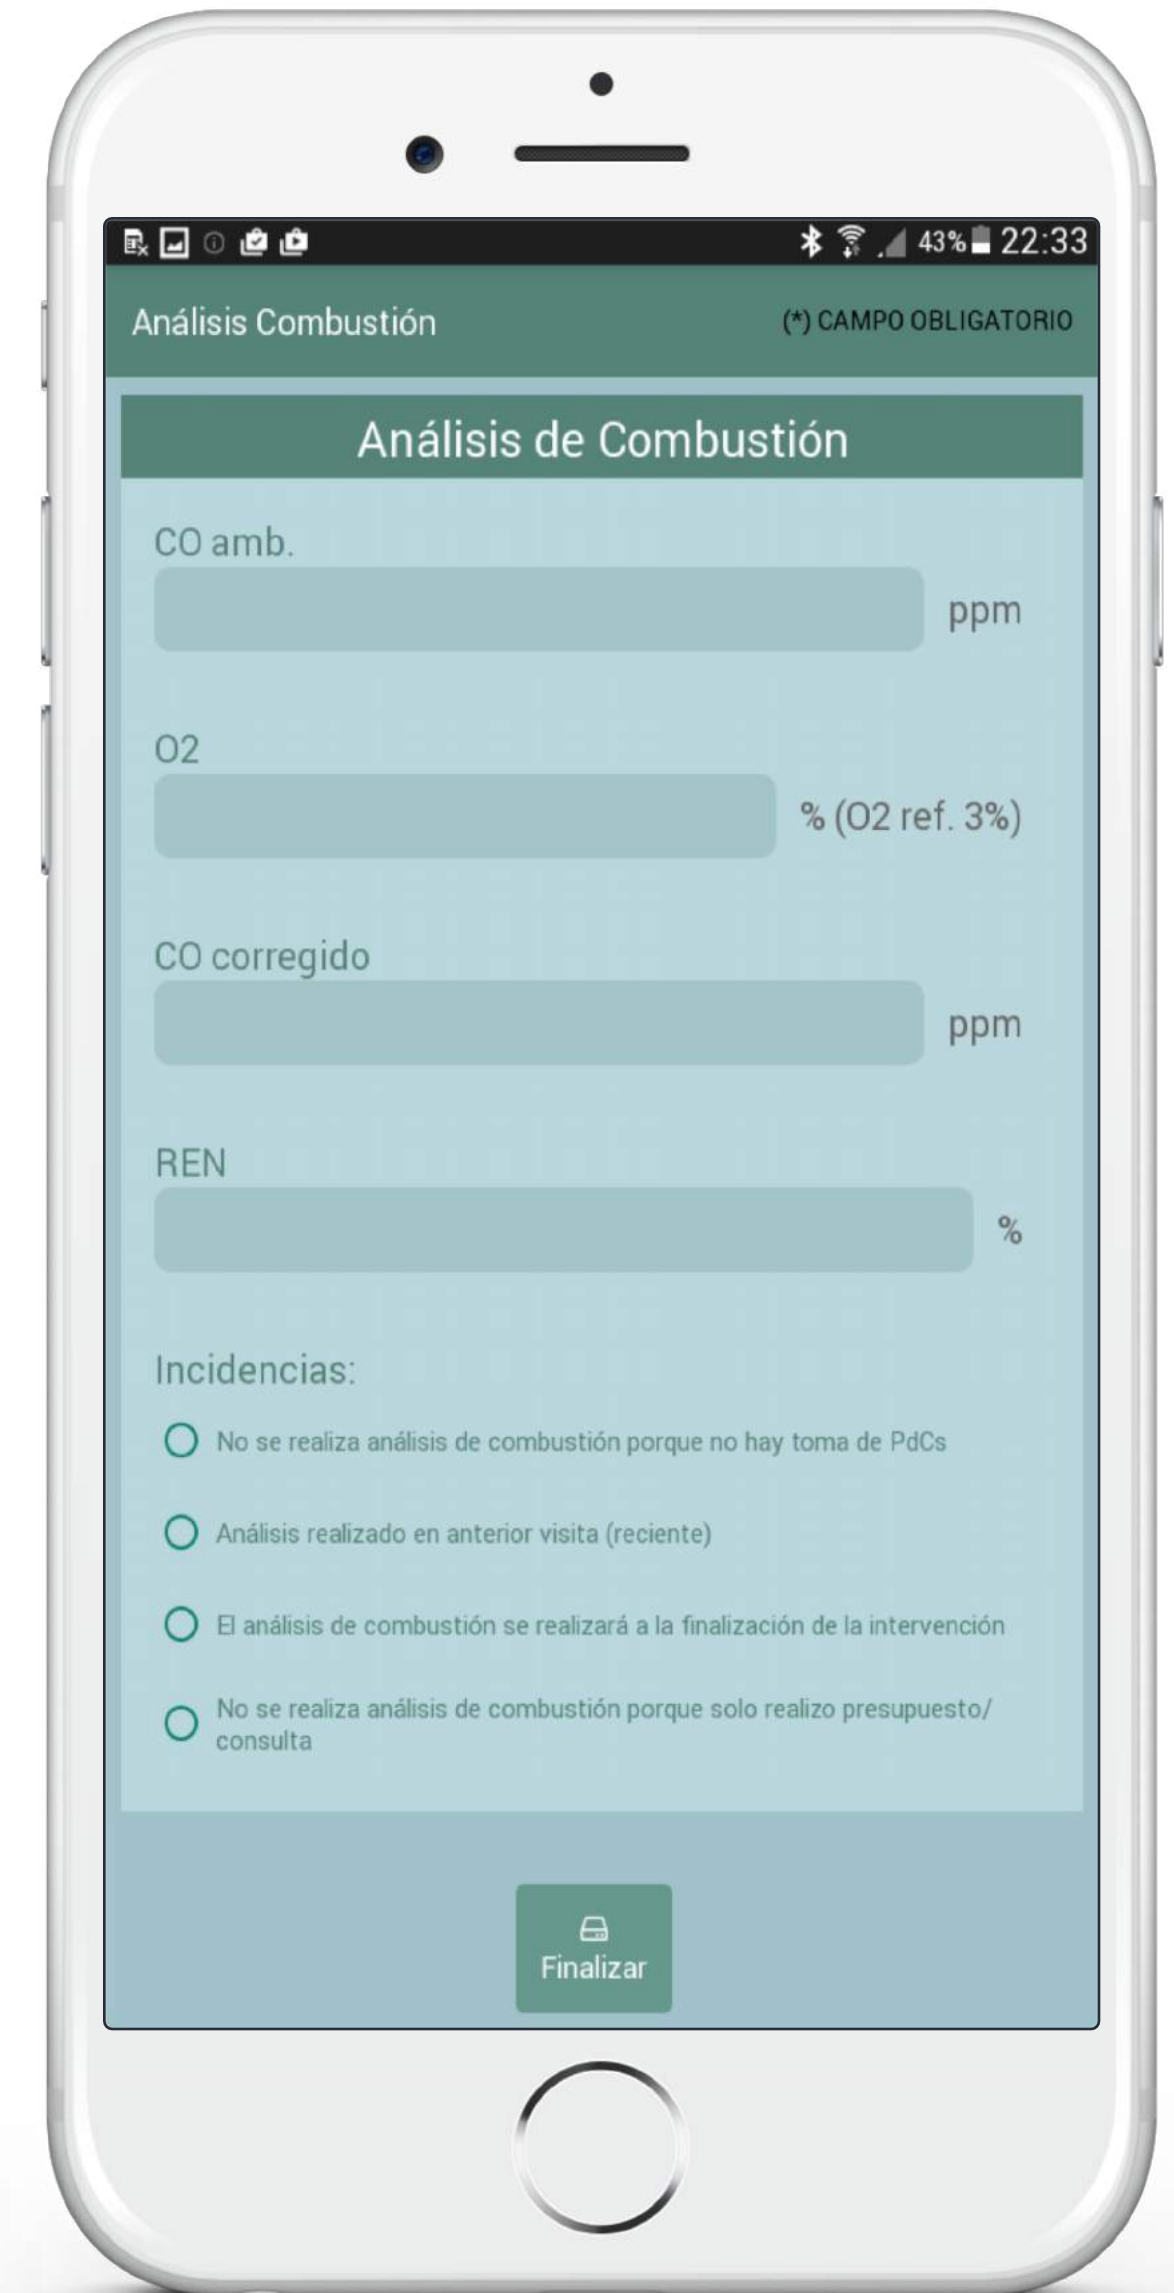 43% 22:33
Análisis Combustión (*) CAMPO OBLIGATORIO
Análisis de Combustión
CO amb.
ppm
O2
% (O2 ref. 3%)
CO corregido
ppm
REN
%
Incidencias:
No se realiza análisis de combustión porque no hay toma de PdCs
Análisis realizado en anterior visita (reciente)
El análisis de combustión se realizará a la finalización de la intervención
No se realiza análisis de combustión porque solo realizo presupuesto/
consulta
Finalizar